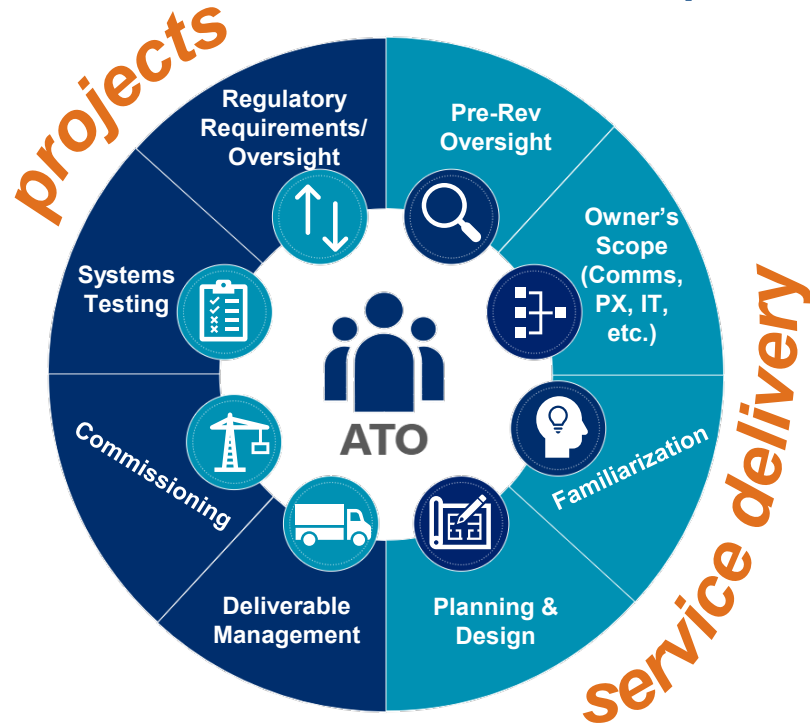 projects
Regulatory
Requirements/
Oversight
Pre-Rev
Oversight
Owner's
Scope
(Comms,
PX, IT,
etc.)
Systems
Testing
ATO
Commissioning
Familiarization
Deliverable
Management
Planning &
Design
service delivery